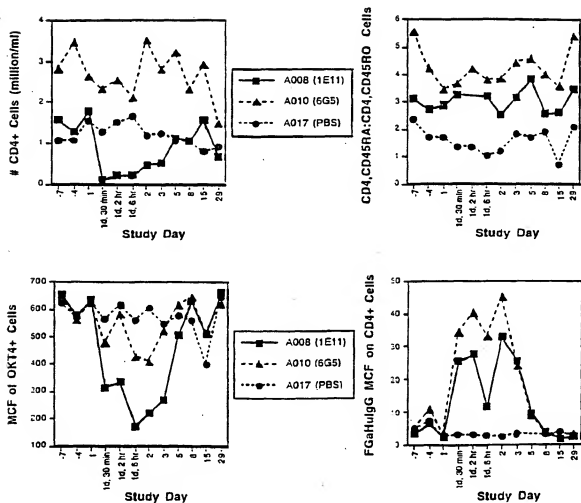 # CD4+ Cells (million/ml)
4
3
2
1
0
-7
-4
1
1d, 30 min
1d, 2 hr
1d, 6 hr
2
3
5
8
15
29
Study Day
A008 (1E11)
A010 (6G5)
A017 (PBS)
CD4,CD45RA:CD4,CD45RO Cells
6
5
4
3
2
1
0
-7
-4
1
1d, 30 min
1d, 2 hr
1d, 6 hr
2
3
5
8
15
29
Study Day
MCF of OKT4+ Cells
700
600
500
400
300
200
100
-7
-4
1
1d, 30 min
1d, 2 hr
1d, 6 hr
2
3
5
8
15
29
Study Day
A008 (1E11)
A010 (6G5)
A017 (PBS)
FGaHuIgG MCF on CD4+ Cells
50
40
30
20
10
0
-7
-4
1
1d, 30 min
1d, 2 hr
1d, 6 hr
2
3
5
8
15
29
Study Day